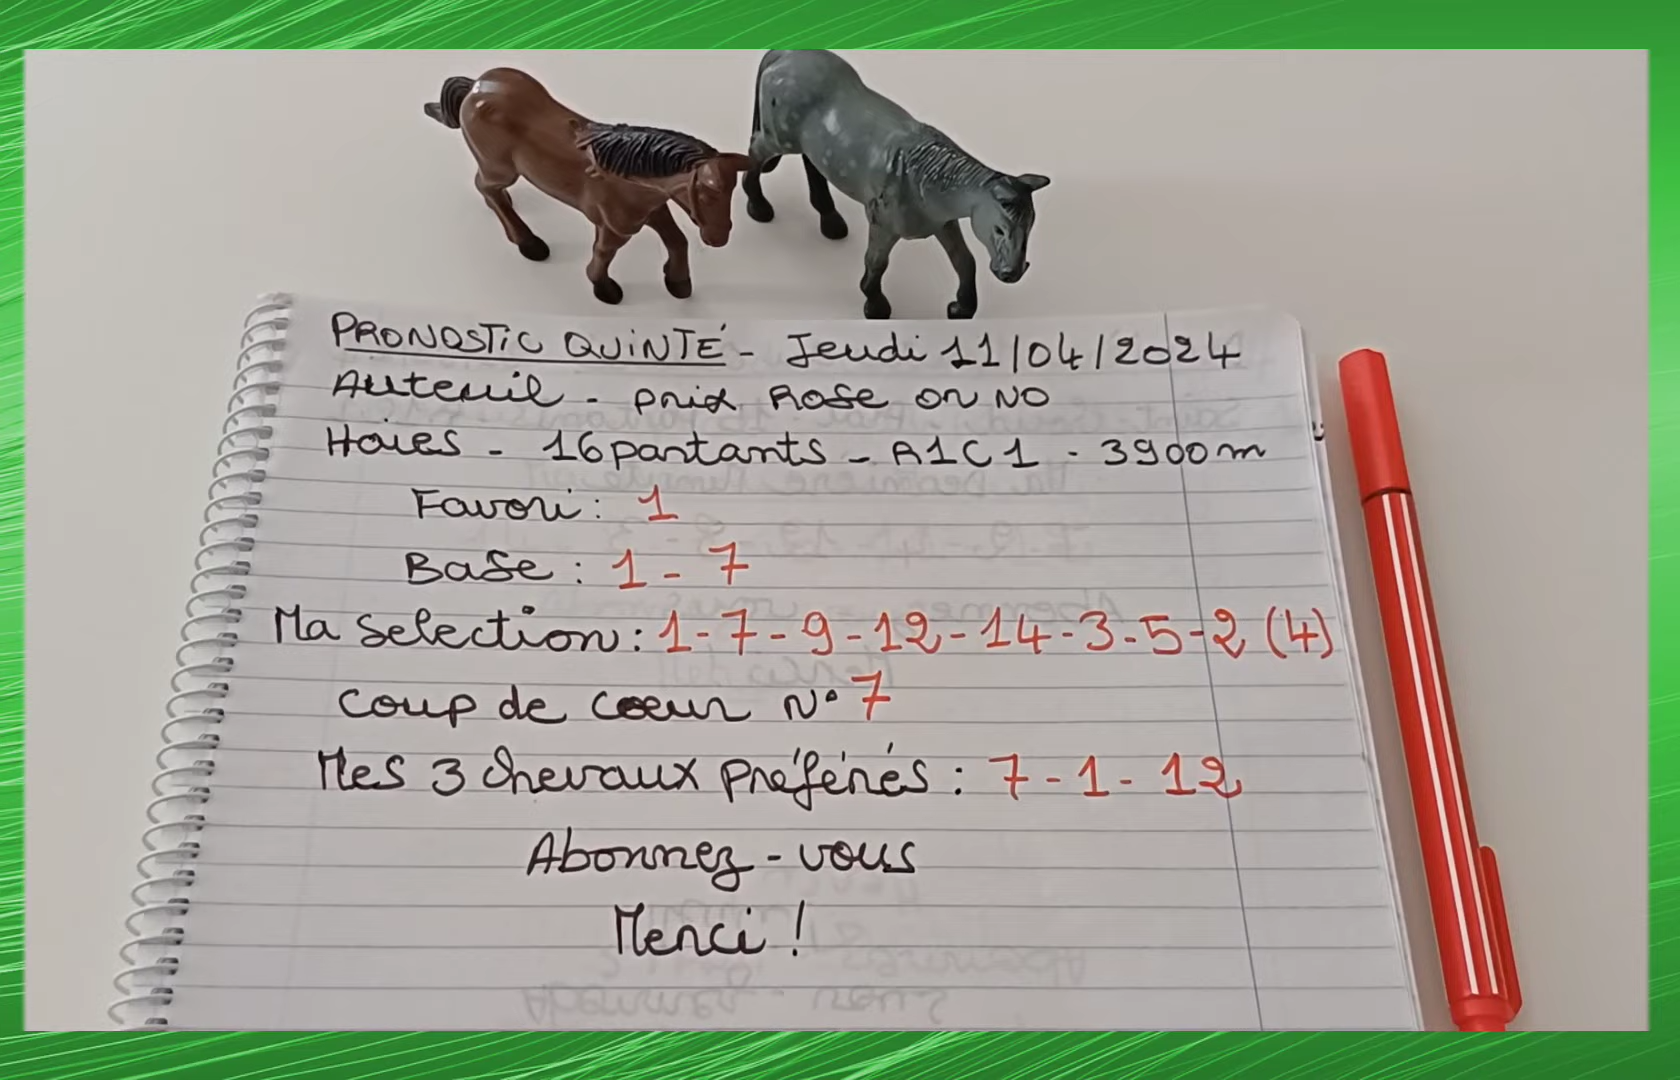 PRONOSTIC QUINTÉ - Jeudi 11/04/2024
Auteuil - prix Rose or No
Haies - 16 partants - R1C1 - 3900m
Favori : 1
Base : 1 - 7
Ma selection : 1 - 7 - 9 - 12 - 14 - 3 - 5 - 2 (4)
coup de coeur N° 7
Mes 3 chevaux préférés : 7 - 1 - 12
Abonnez-vous
Merci !